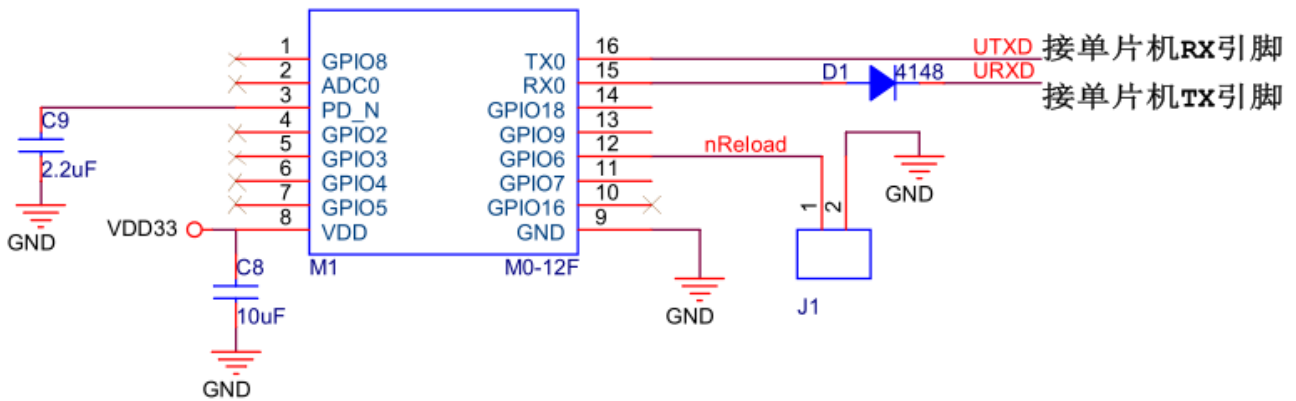 1 GPIO8 TX0 16 UTXD 接单片机RX引脚
2 ADC0 RX0 15 D1 4148 URXD
3 PD_N GPIO18 14 接单片机TX引脚
C9 4 GPIO2 GPIO9 13
5 GPIO3 GPIO6 12 nReload
2.2uF 6 GPIO4 GPIO7 11 GND
7 GPIO5 GPIO16 10 1 2
GND VDD33 8 VDD GND 9
C8 M1 M0-12F
10uF GND J1
GND